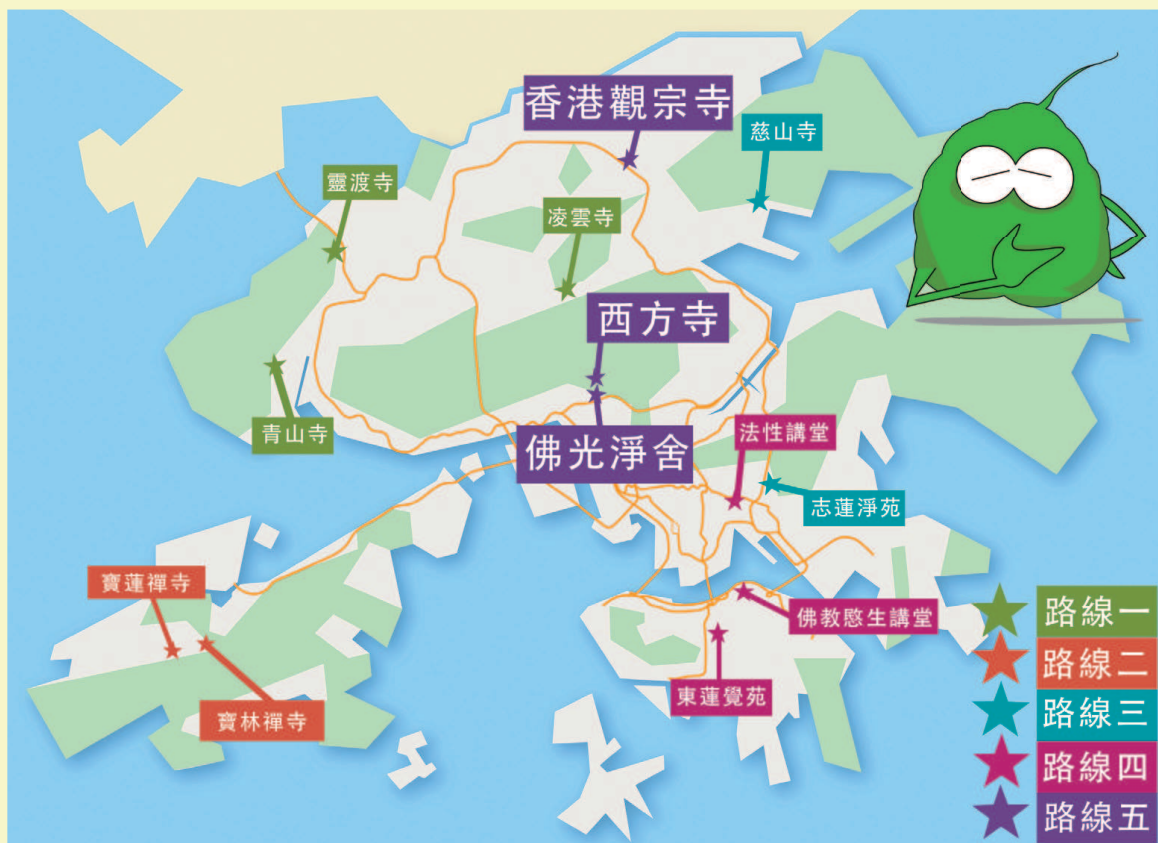 香港觀宗寺
慈山寺
靈渡寺
凌雲寺
西方寺
青山寺
佛光淨舍
法性講堂
志蓮淨苑
寶蓮禪寺
佛教愍生講堂
東蓮覺苑
寶林禪寺
路線一
路線二
路線三
路線四
路線五